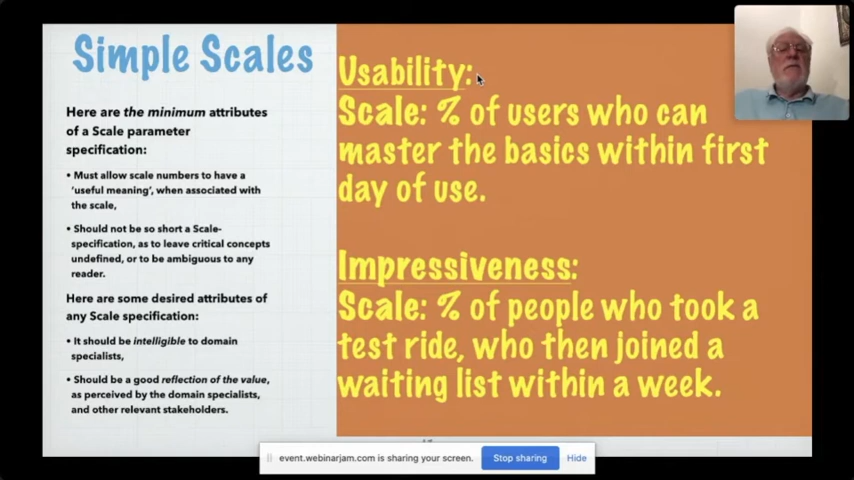 Simple Scales
Here are the minimum attributes
of a Scale parameter
specification:
• Must allow scale numbers to have a
'useful meaning', when associated with
the scale,
• Should not be so short a Scale-
specification, as to leave critical concepts
undefined, or to be ambiguous to any
reader.
Here are some desired attributes of
any Scale specification:
• It should be intelligible to domain
specialists,
• Should be a good reflection of the value,
as perceived by the domain specialists,
and other relevant stakeholders.
Usability:
Scale: % of users who can
master the basics within first
day of use.
Impressiveness:
Scale: % of people who took a
test ride, who then joined a
waiting list within a week.
event.webinarjam.com is sharing your screen.
Stop sharing
Hide